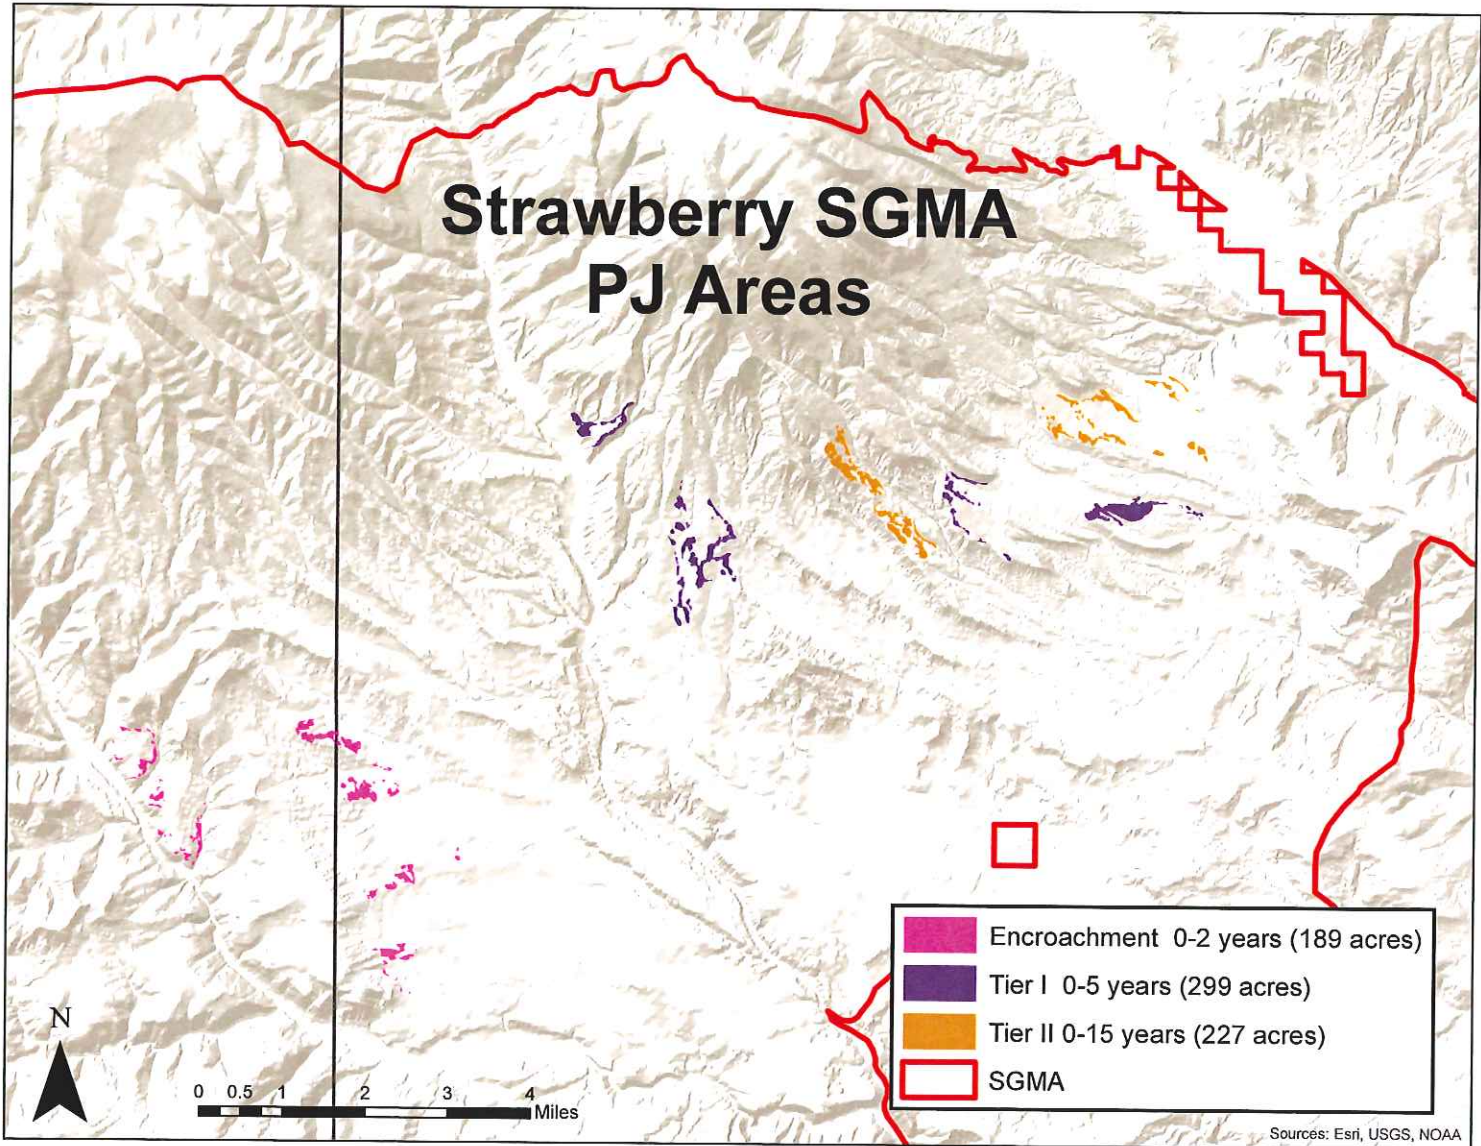 Strawberry SGMA
PJ Areas
Encroachment 0-2 years (189 acres)
Tier I 0-5 years (299 acres)
Tier II 0-15 years (227 acres)
SGMA
N
0 0.5 1 2 3 4
Miles
Sources: Esri, USGS, NOAA